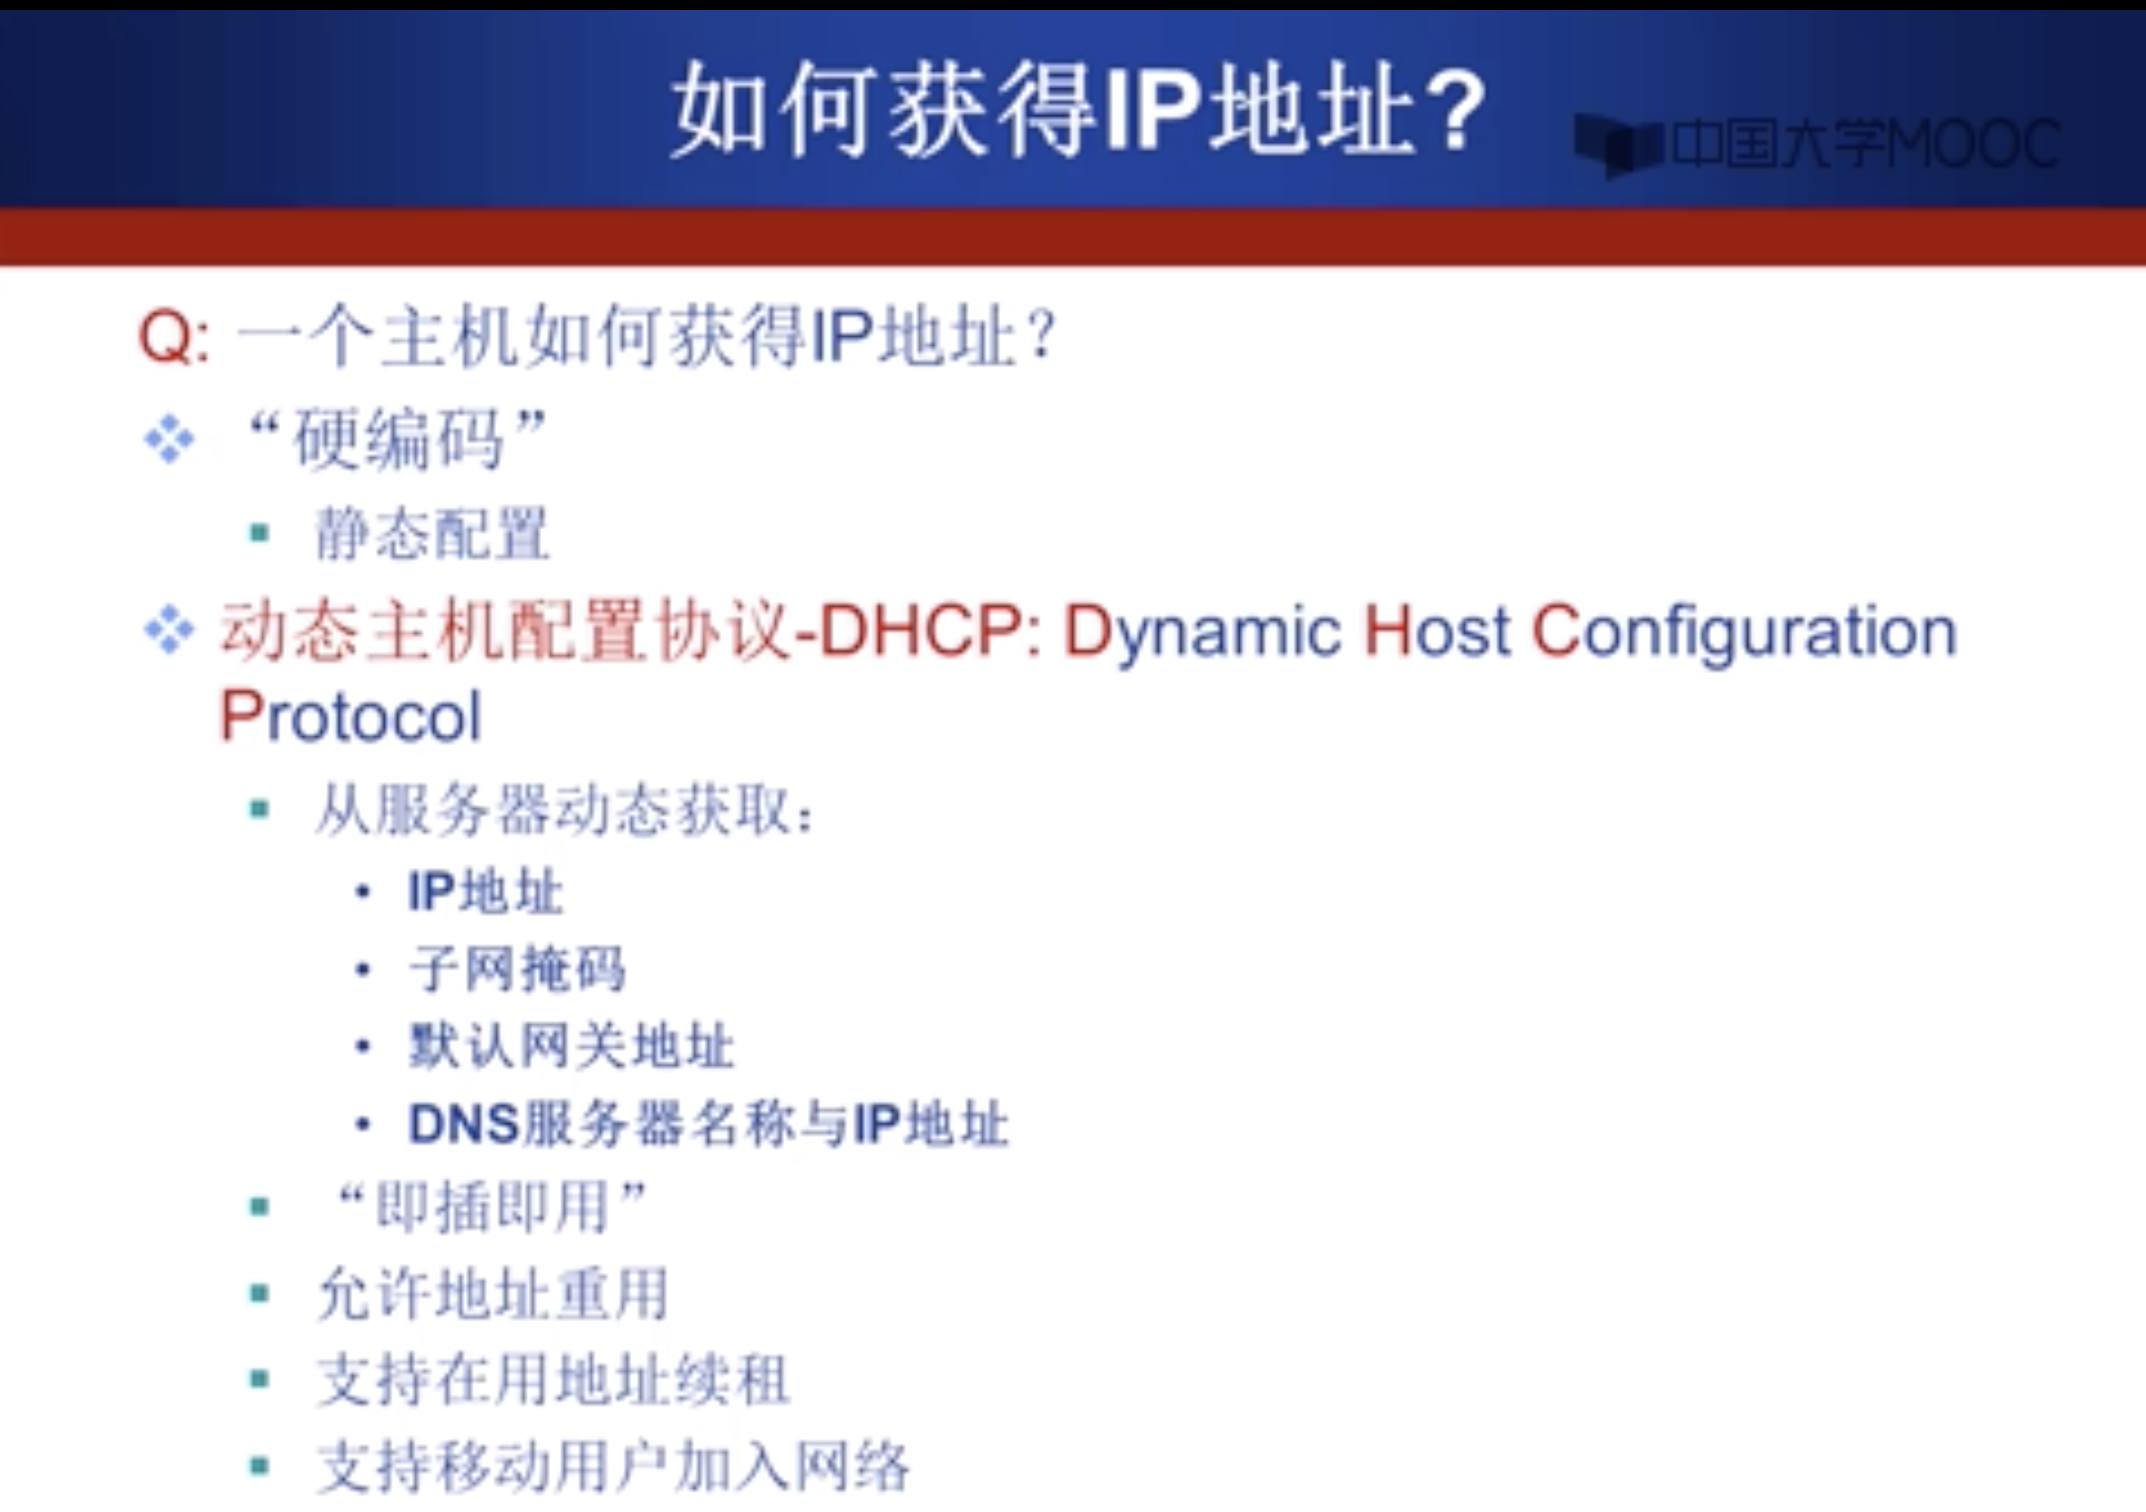 如何获得IP地址?
中国大学MOOC
Q: 一个主机如何获得IP地址?
“硬编码”
静态配置
动态主机配置协议-DHCP: Dynamic Host Configuration
Protocol
从服务器动态获取:
IP地址
子网掩码
默认网关地址
DNS服务器名称与IP地址
“即插即用”
允许地址重用
支持在用地址续租
支持移动用户加入网络